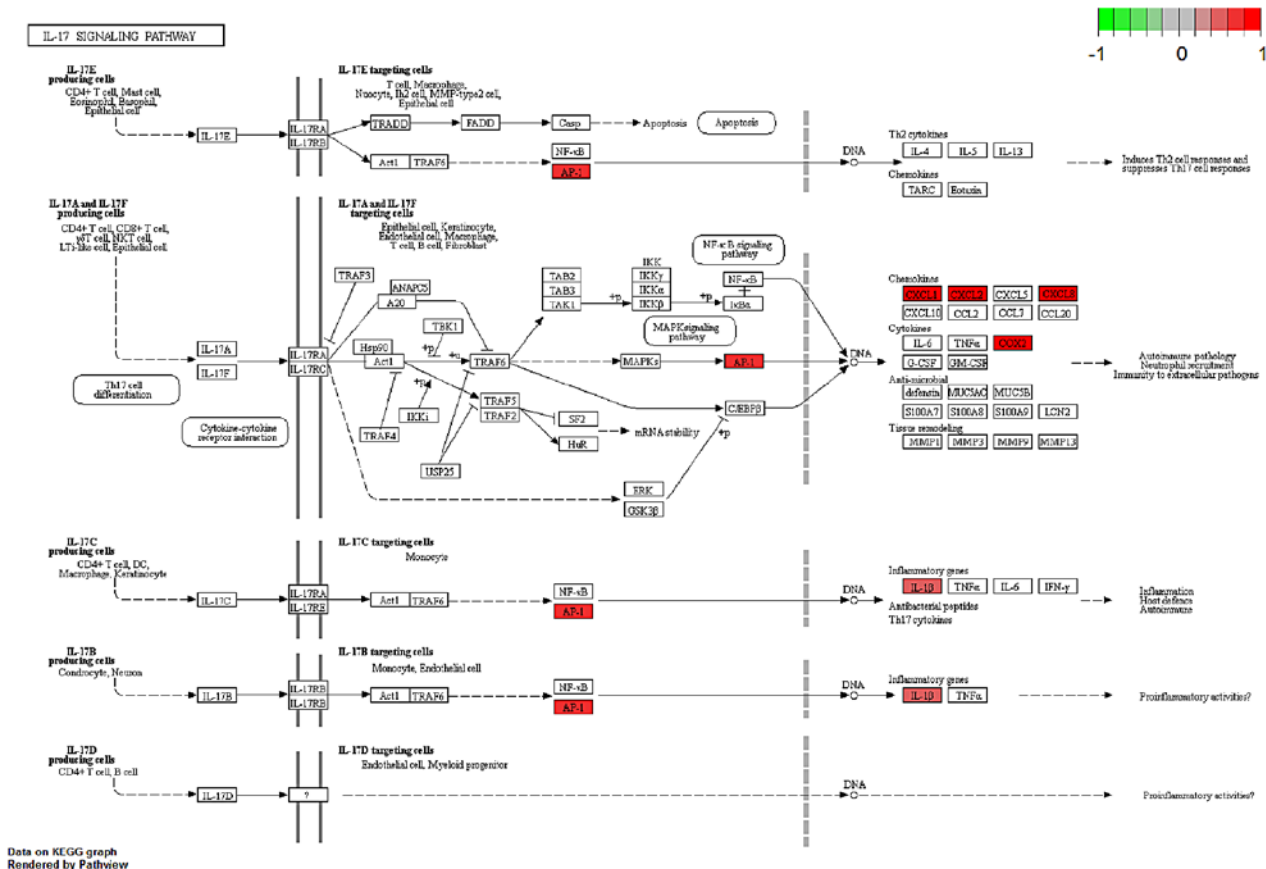 IL-17 SIGNALING PATHWAY
-1 0 1
IL-17E
producing cells
CD4+ T cell, Mast cell,
Eosinophil, Basophil,
Epithelial cell
IL-17E
IL-17RA
IL-17RB
IL-17E targeting cells
T cell, Macrophage,
Nuocyte, Th2 cell, MMP-type2 cell,
Epithelial cell
TRADD
FADD
Casp
Apoptosis
Apoptosis
Act1
TRAF6
NF-κB
AP-1
DNA
Th2 cytokines
IL-4
IL-5
IL-13
Chemokines
TARC
Eotaxin
Induces Th2 cell responses and
suppresses Th17 cell responses
IL-17A and IL-17F
producing cells
CD4+ T cell, CD8+ T cell,
γδT cell, NKT cell,
LTi-like cell, Epithelial cell
IL-17A
IL-17F
Th17 cell
differentiation
Cytokine-cytokine
receptor interaction
IL-17RA
IL-17RC
IL-17A and IL-17F
targeting cells
Epithelial cell, Keratinocyte,
Endothelial cell, Macrophage,
T cell, B cell, Fibroblast
TRAF3
ANAPC5
A20
TBK1
+p
+u
Hsp90
Act1
TRAF6
+p
IKKi
TRAF4
TRAF5
TRAF2
USP25
SF2
HuR
mRNA stability
TAB2
TAB3
TAK1
+p
IKK
IKKγ
IKKα
IKKβ
+p
NF-κB signaling
pathway
NF-κB
IκBα
MAPK signaling
pathway
MAPKs
AP-1
C/EBPβ
+p
ERK
GSK3β
DNA
Chemokines
CXCL1
CXCL2
CXCL5
CXCL8
CXCL10
CCL2
CCL7
CCL20
Cytokines
IL-6
TNFα
COX2
G-CSF
GM-CSF
Anti-microbial
defensin
MUC5AC
MUC5B
S100A7
S100A8
S100A9
LCN2
Tissue remodeling
MMP1
MMP3
MMP9
MMP13
Autoimmune pathology
Neutrophil recruitment
Immunity to extracellular pathogens
IL-17C
producing cells
CD4+ T cell, DC,
Macrophage, Keratinocyte
IL-17C
IL-17RA
IL-17RE
IL-17C targeting cells
Monocyte
Act1
TRAF6
NF-κB
AP-1
DNA
Inflammatory genes
IL-1β
TNFα
IL-6
IFN-γ
Antibacterial peptides
Th17 cytokines
Inflammation
Host defence
Autoimmune
IL-17B
producing cells
Condrocyte, Neuron
IL-17B
IL-17RB
IL-17RB
IL-17B targeting cells
Monocyte, Endothelial cell
Act1
TRAF6
NF-κB
AP-1
DNA
Inflammatory genes
IL-1β
TNFα
Proinflammatory activities?
IL-17D
producing cells
CD4+ T cell, B cell
IL-17D
?
IL-17D targeting cells
Endothelial cell, Myeloid progenitor
DNA
Proinflammatory activities?
Data on KEGG graph
Rendered by Pathview